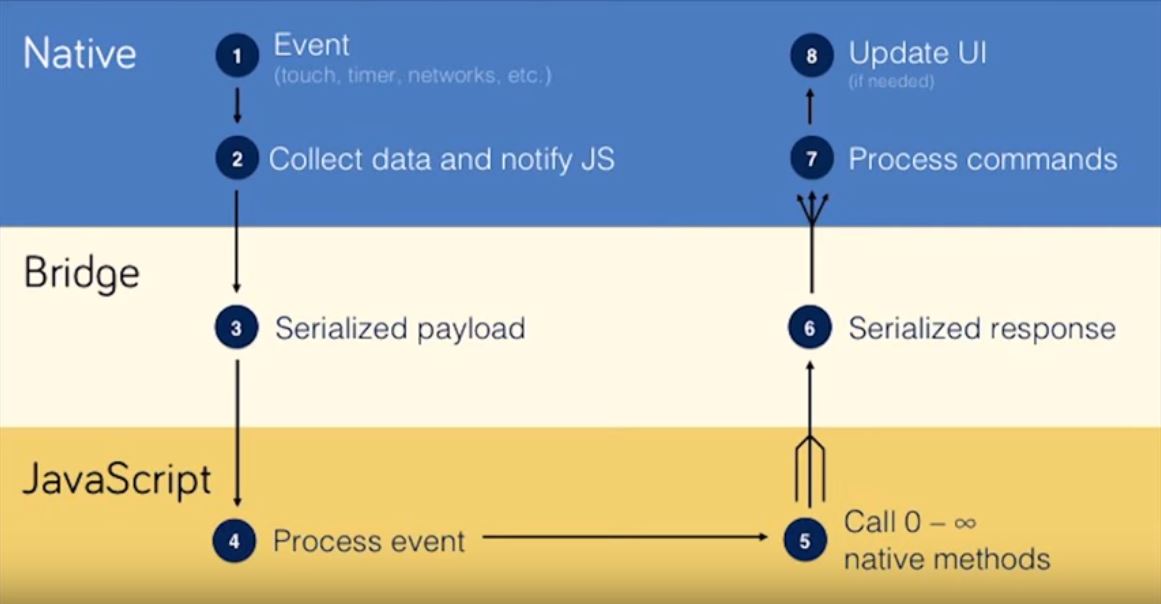 Native
1
Event
(touch, timer, networks, etc.)
2
Collect data and notify JS
8
Update UI
(if needed)
7
Process commands
Bridge
3
Serialized payload
6
Serialized response
JavaScript
4
Process event
5
Call 0 – ∞
native methods